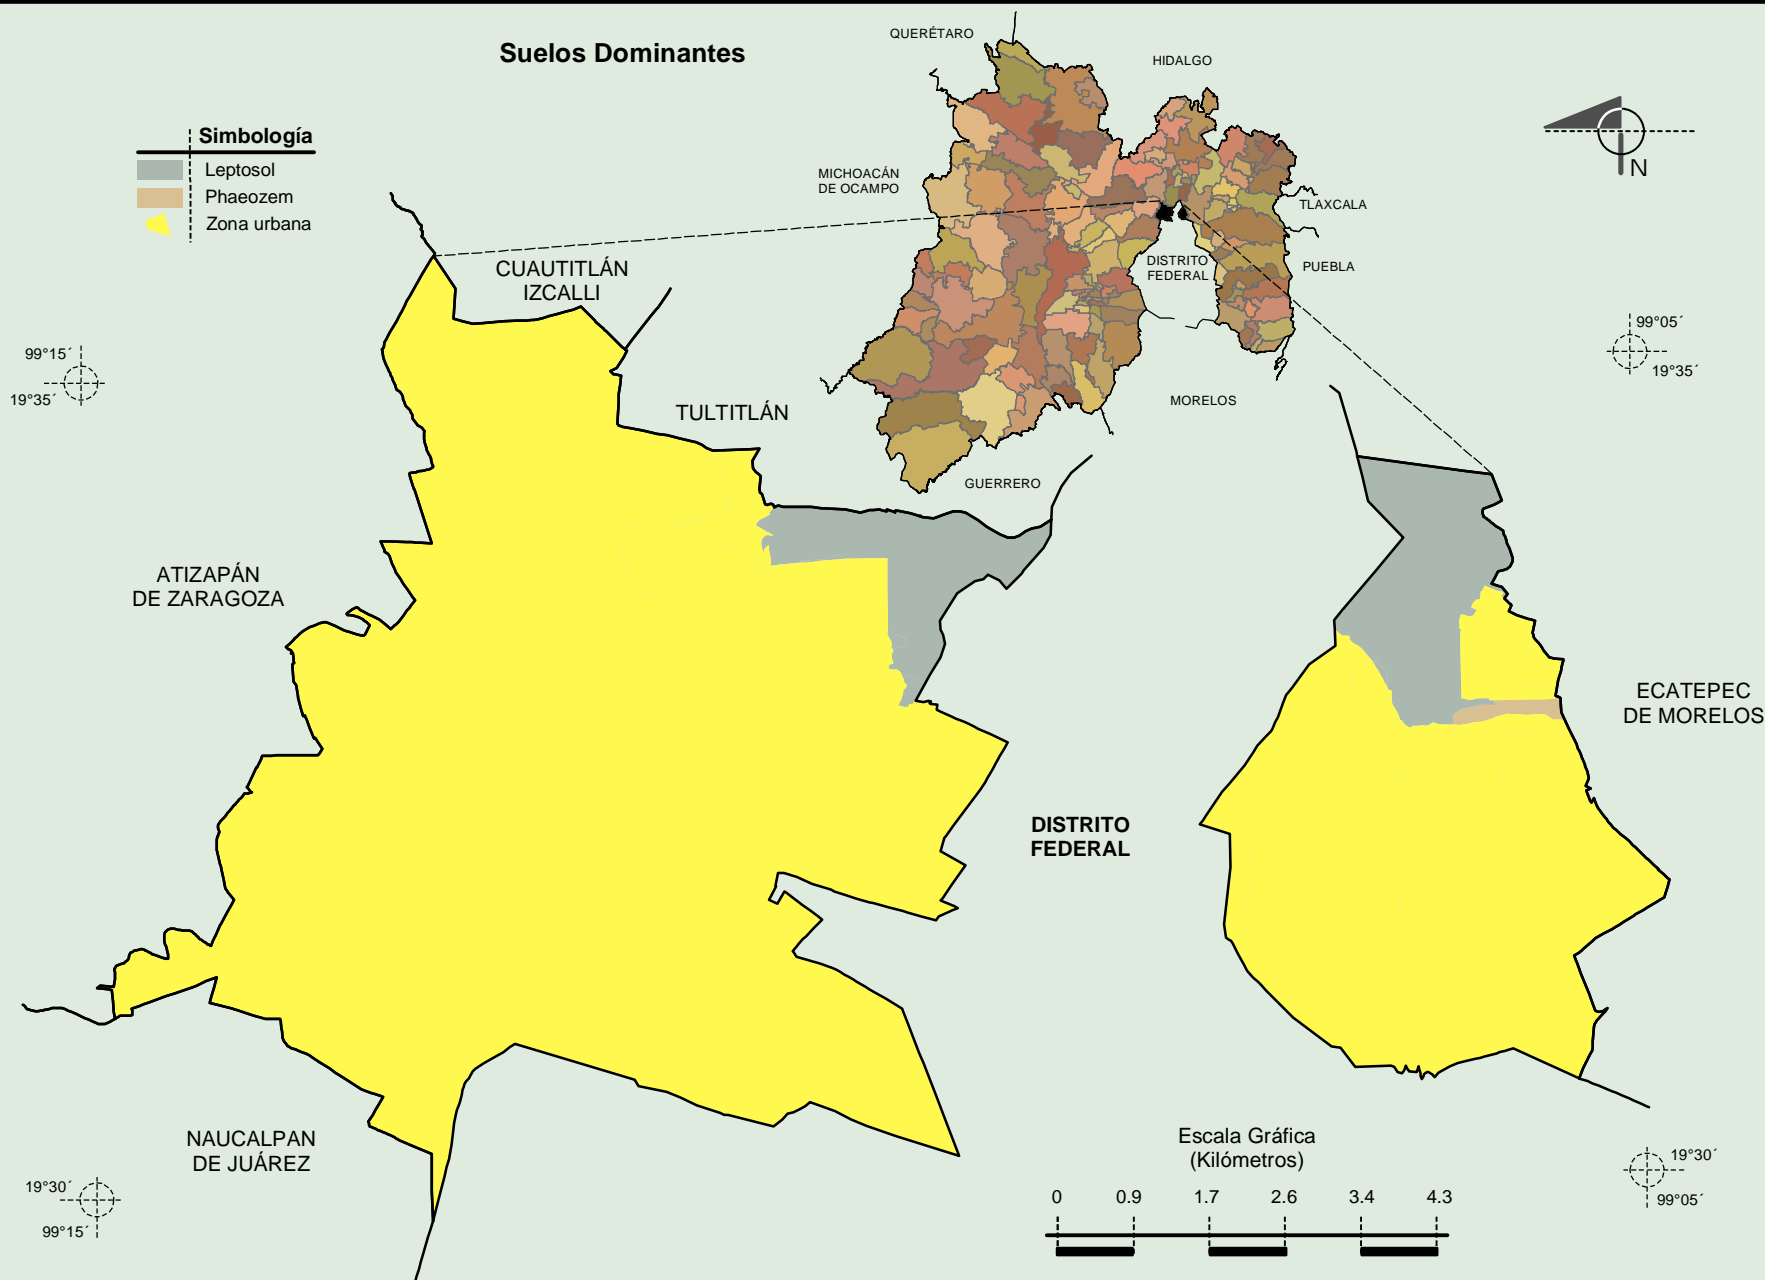 Suelos Dominantes
Simbología
Leptosol
Phaeozem
Zona urbana
QUERÉTARO
HIDALGO
MICHOACÁN
DE OCAMPO
TLAXCALA
DISTRITO
FEDERAL
PUEBLA
MORELOS
GUERRERO
N
99°15´
19°35´
99°05´
19°35´
CUAUTITLÁN
IZCALLI
TULTITLÁN
ATIZAPÁN
DE ZARAGOZA
ECATEPEC
DE MORELOS
DISTRITO
FEDERAL
NAUCALPAN
DE JUÁREZ
19°30´
99°15´
19°30´
99°05´
Escala Gráfica
(Kilómetros)
0 0.9 1.7 2.6 3.4 4.3